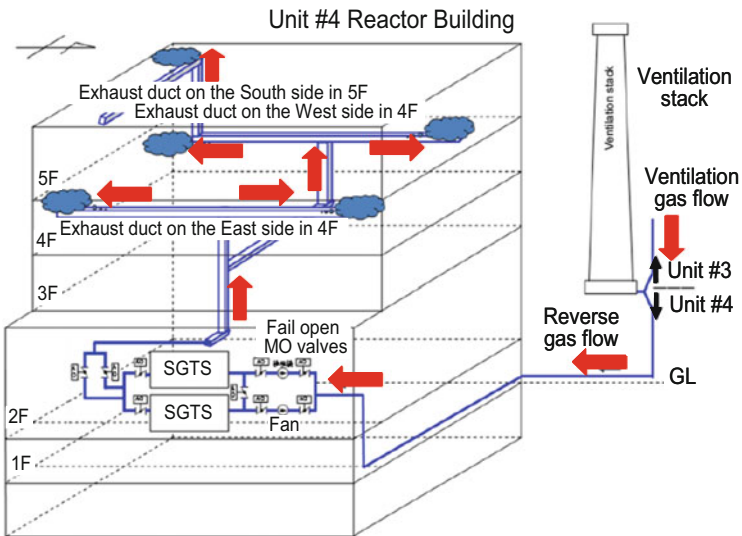 Unit #4 Reactor Building
Exhaust duct on the South side in 5F
Exhaust duct on the West side in 4F
Ventilation stack
Ventilation
stack
5F
Ventilation
gas flow
4F
Exhaust duct on the East side in 4F
Unit #3
Unit #4
3F
Fail open
MO valves
Reverse
gas flow
SGTS
GL
SGTS
2F
Fan
1F